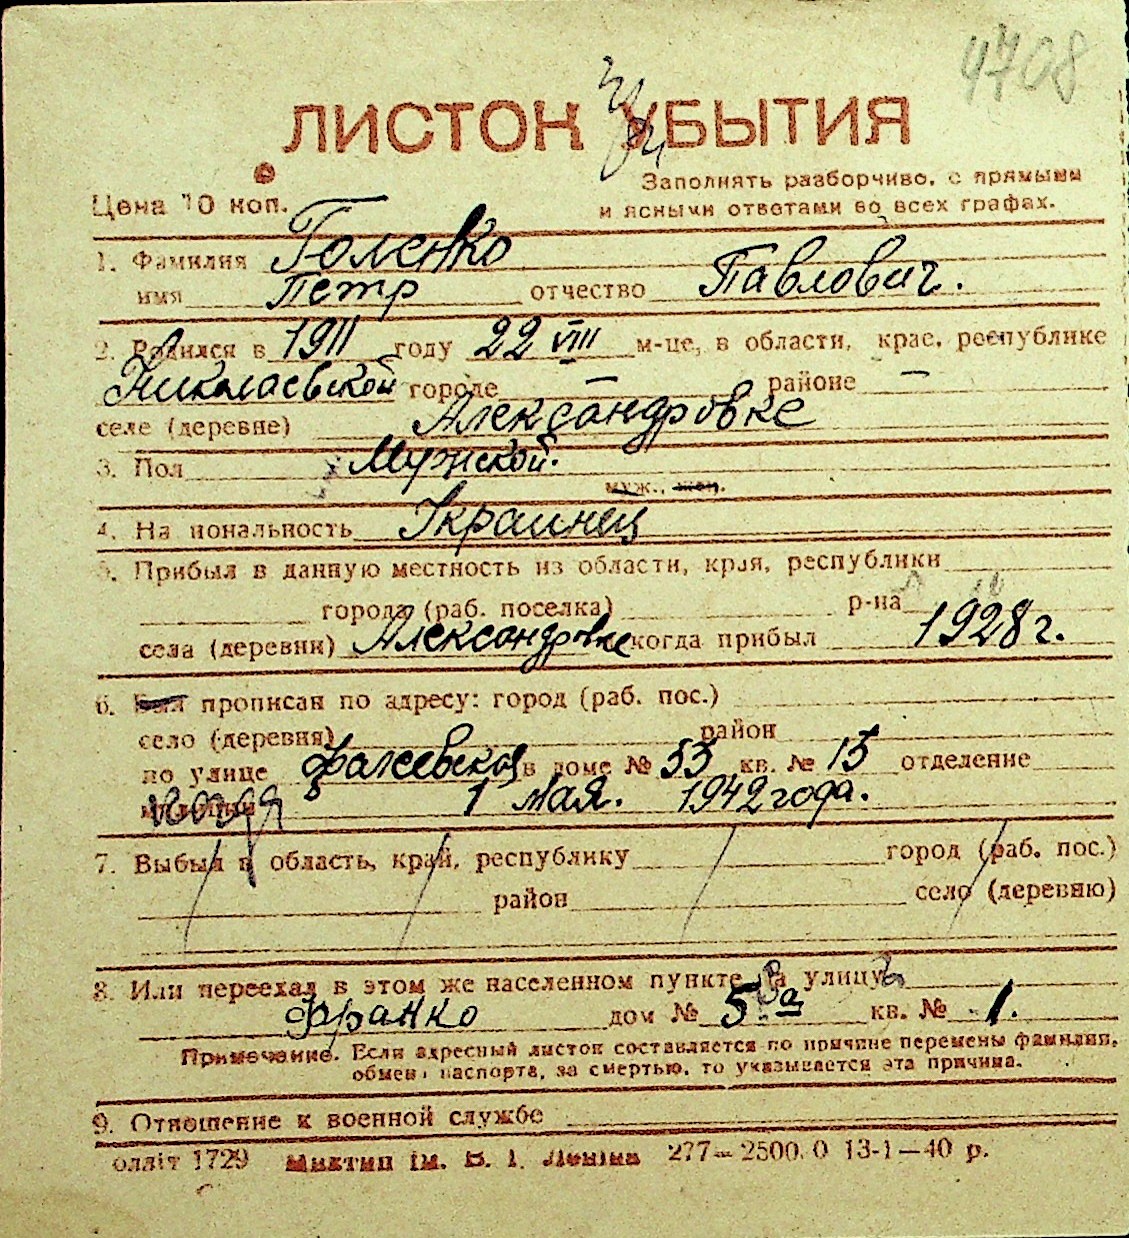 4708
ЛИСТОК УБЫТИЯ
Цена 10 коп.
Заполнять разборчиво, с прямыми
и ясными ответами во всех графах.
1. Фамилия Голенко
имя Петр отчество Павлович.
2. Родился в 1911 году 22 VIII м-це, в области, крае, республике
Николаевской городе — районе —
селе (деревне) Александровке
3. Пол Мужской.
муж., жен.
4. Национальность Украинец
5. Прибыл в данную местность из области, края, республики
города (раб. поселка) р-на
села (деревни) Александровке когда прибыл 1928 г.
6. Был прописан по адресу: город (раб. пос.)
село (деревня) район
по улице Фалеевская в доме № 53 кв. № 15 отделение
когда 1 мая. 1942 года.
7. Выбыл в область, край, республику город (раб. пос.)
район село (деревню)
8. Или переехал в этом же населенном пункте на улицу
Франко дом № 5 а кв. № 1.
Примечание. Если адресный листок составляется по причине перемены фамилии,
обмена паспорта, за смертью, то указывается эта причина.
9. Отношение к военной службе
олліт 1729 Миктип ім. В. І. Леніна 277—2500.0 13-1—40 р.